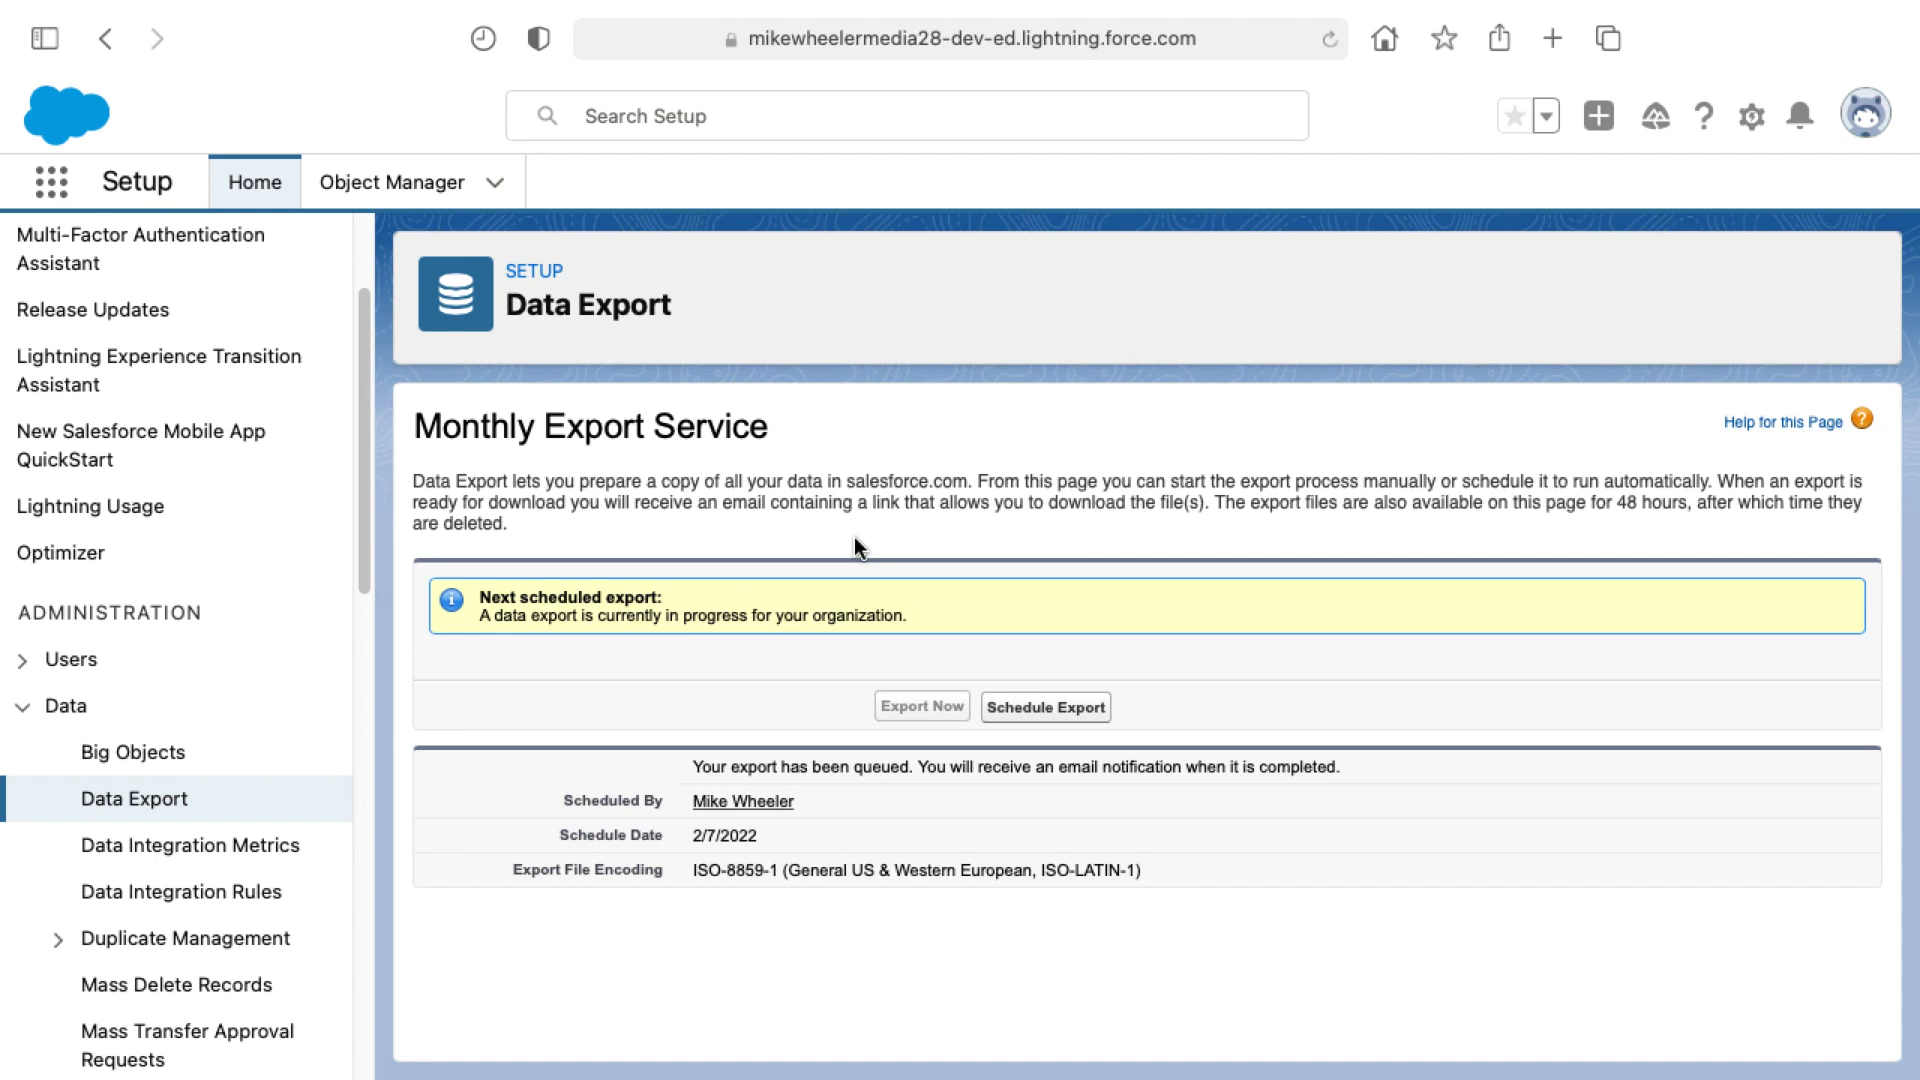 mikewheelermedia28-dev-ed.lightning.force.com
Search Setup
Setup
Home
Object Manager
Multi-Factor Authentication
Assistant
Release Updates
Lightning Experience Transition
Assistant
New Salesforce Mobile App
QuickStart
Lightning Usage
Optimizer
ADMINISTRATION
Users
Data
Big Objects
Data Export
Data Integration Metrics
Data Integration Rules
Duplicate Management
Mass Delete Records
Mass Transfer Approval
Requests
SETUP
Data Export
Monthly Export Service
Help for this Page
Data Export lets you prepare a copy of all your data in salesforce.com. From this page you can start the export process manually or schedule it to run automatically. When an export is
ready for download you will receive an email containing a link that allows you to download the file(s). The export files are also available on this page for 48 hours, after which time they
are deleted.
Next scheduled export:
A data export is currently in progress for your organization.
Export Now
Schedule Export
Your export has been queued. You will receive an email notification when it is completed.
Scheduled By Mike Wheeler
Schedule Date 2/7/2022
Export File Encoding ISO-8859-1 (General US & Western European, ISO-LATIN-1)